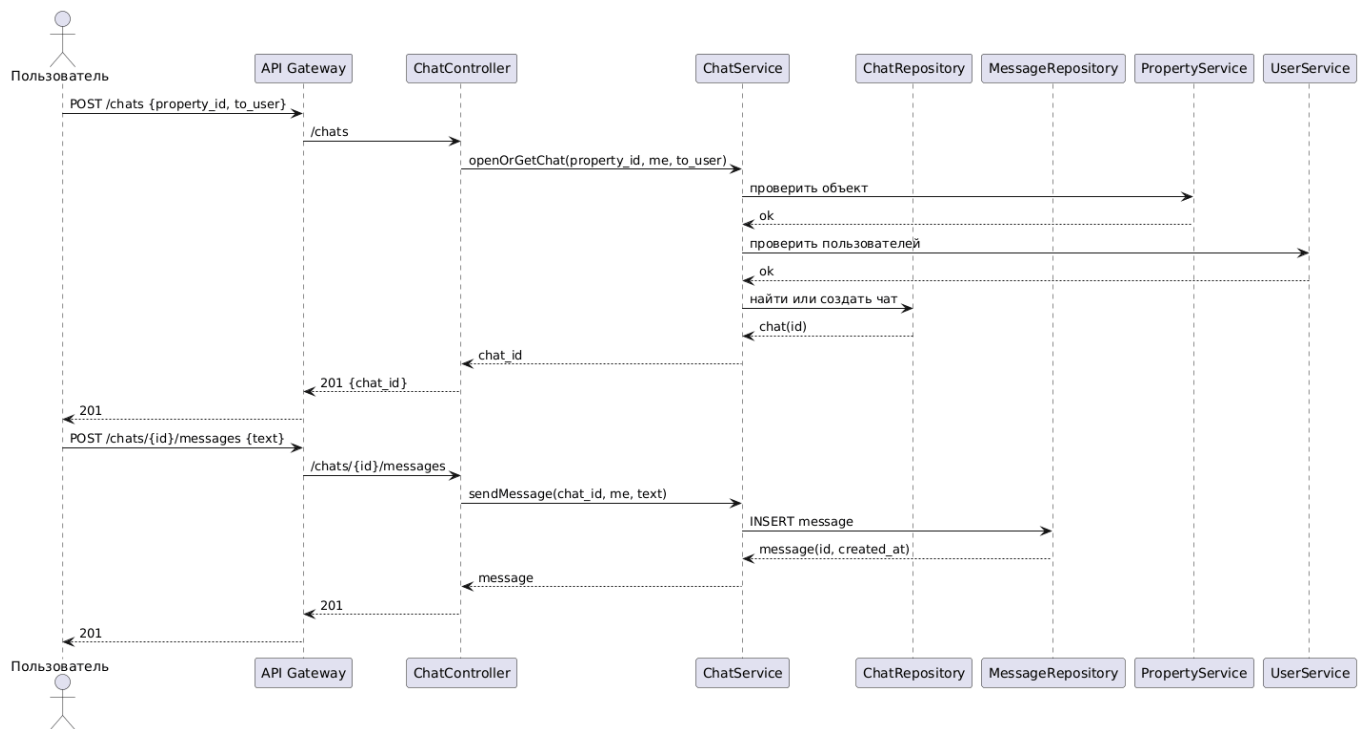 Пользователь
API Gateway
ChatController
ChatService
ChatRepository
MessageRepository
PropertyService
UserService
POST /chats {property_id, to_user}
/chats
openOrGetChat(property_id, me, to_user)
проверить объект
ok
проверить пользователей
ok
найти или создать чат
chat(id)
chat_id
201 {chat_id}
201
POST /chats/{id}/messages {text}
/chats/{id}/messages
sendMessage(chat_id, me, text)
INSERT message
message(id, created_at)
message
201
201
Пользователь
API Gateway
ChatController
ChatService
ChatRepository
MessageRepository
PropertyService
UserService